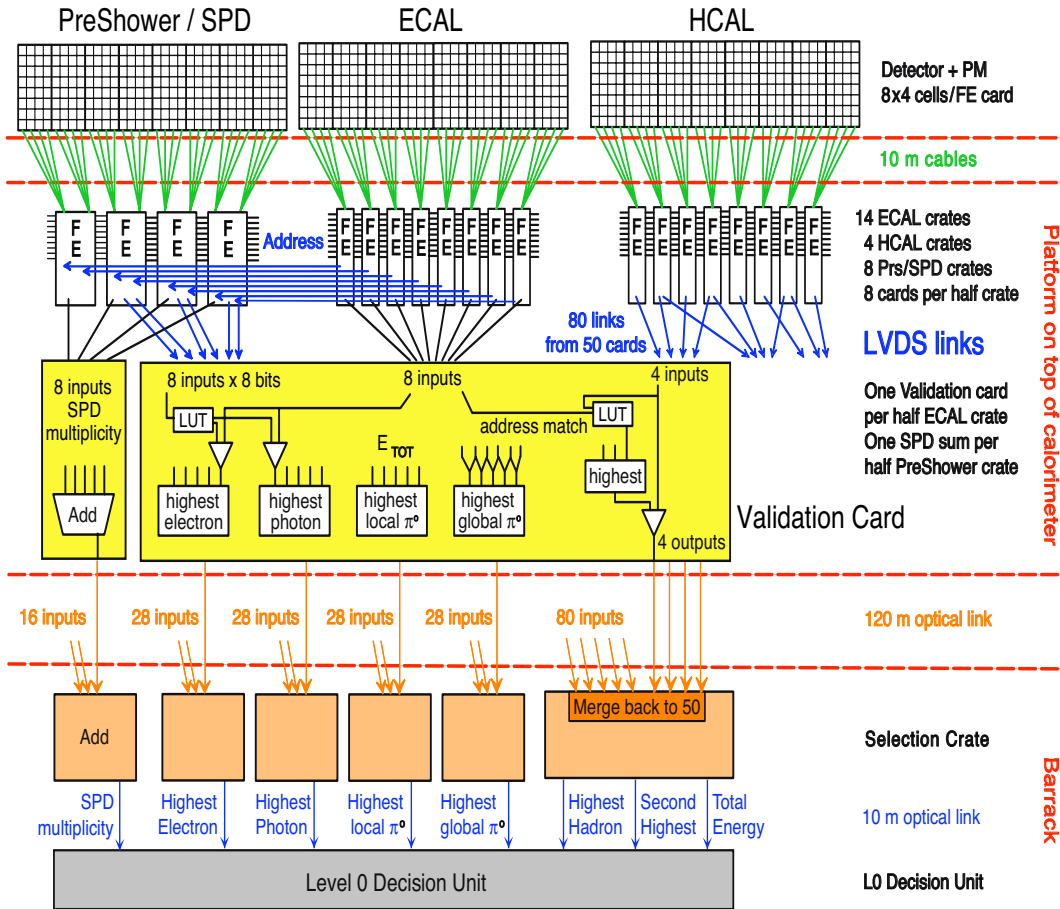 PreShower / SPD
ECAL
HCAL
Detector + PM
8x4 cells/FE card
10 m cables
F
E
F
E
F
E
F
E
Address
F
E
F
E
F
E
F
E
F
E
F
E
F
E
F
E
F
E
F
E
F
E
F
E
F
E
F
E
F
E
F
E
14 ECAL crates
4 HCAL crates
8 Prs/SPD crates
8 cards per half crate
Platform on top of calorimeter
80 links
from 50 cards
LVDS links
8 inputs
SPD
multiplicity
Add
8 inputs x 8 bits
8 inputs
4 inputs
LUT
address match
LUT
E TOT
highest
electron
highest
photon
highest
local π°
highest
global π°
highest
4 outputs
One Validation card
per half ECAL crate
One SPD sum per
half PreShower crate
Validation Card
16 inputs
28 inputs
28 inputs
28 inputs
28 inputs
80 inputs
120 m optical link
Add
Merge back to 50
Selection Crate
Barrack
SPD
multiplicity
Highest
Electron
Highest
Photon
Highest
local π°
Highest
global π°
Highest
Hadron
Second
Highest
Total
Energy
10 m optical link
Level 0 Decision Unit
L0 Decision Unit